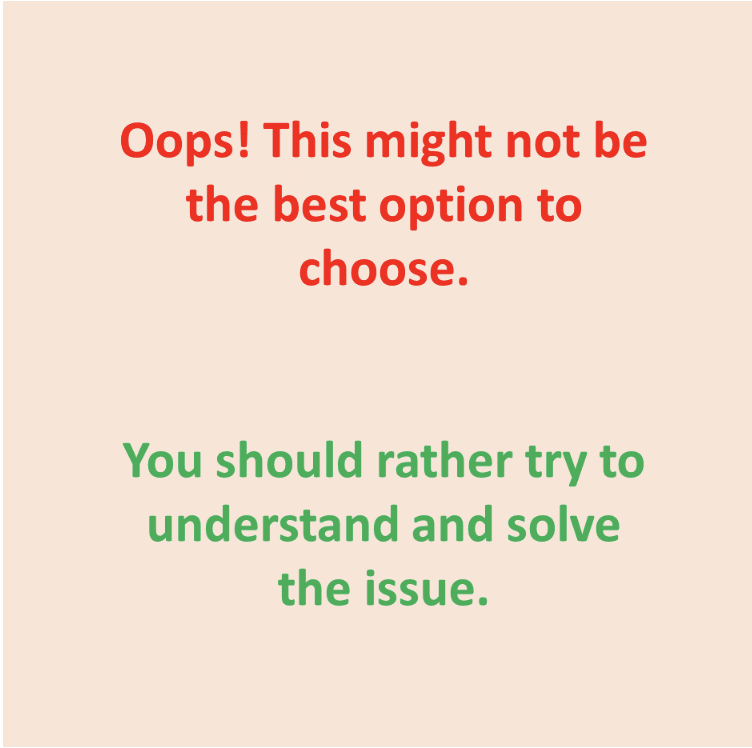 Oops! This might not be
the best option to
choose.
You should rather try to
understand and solve
the issue.